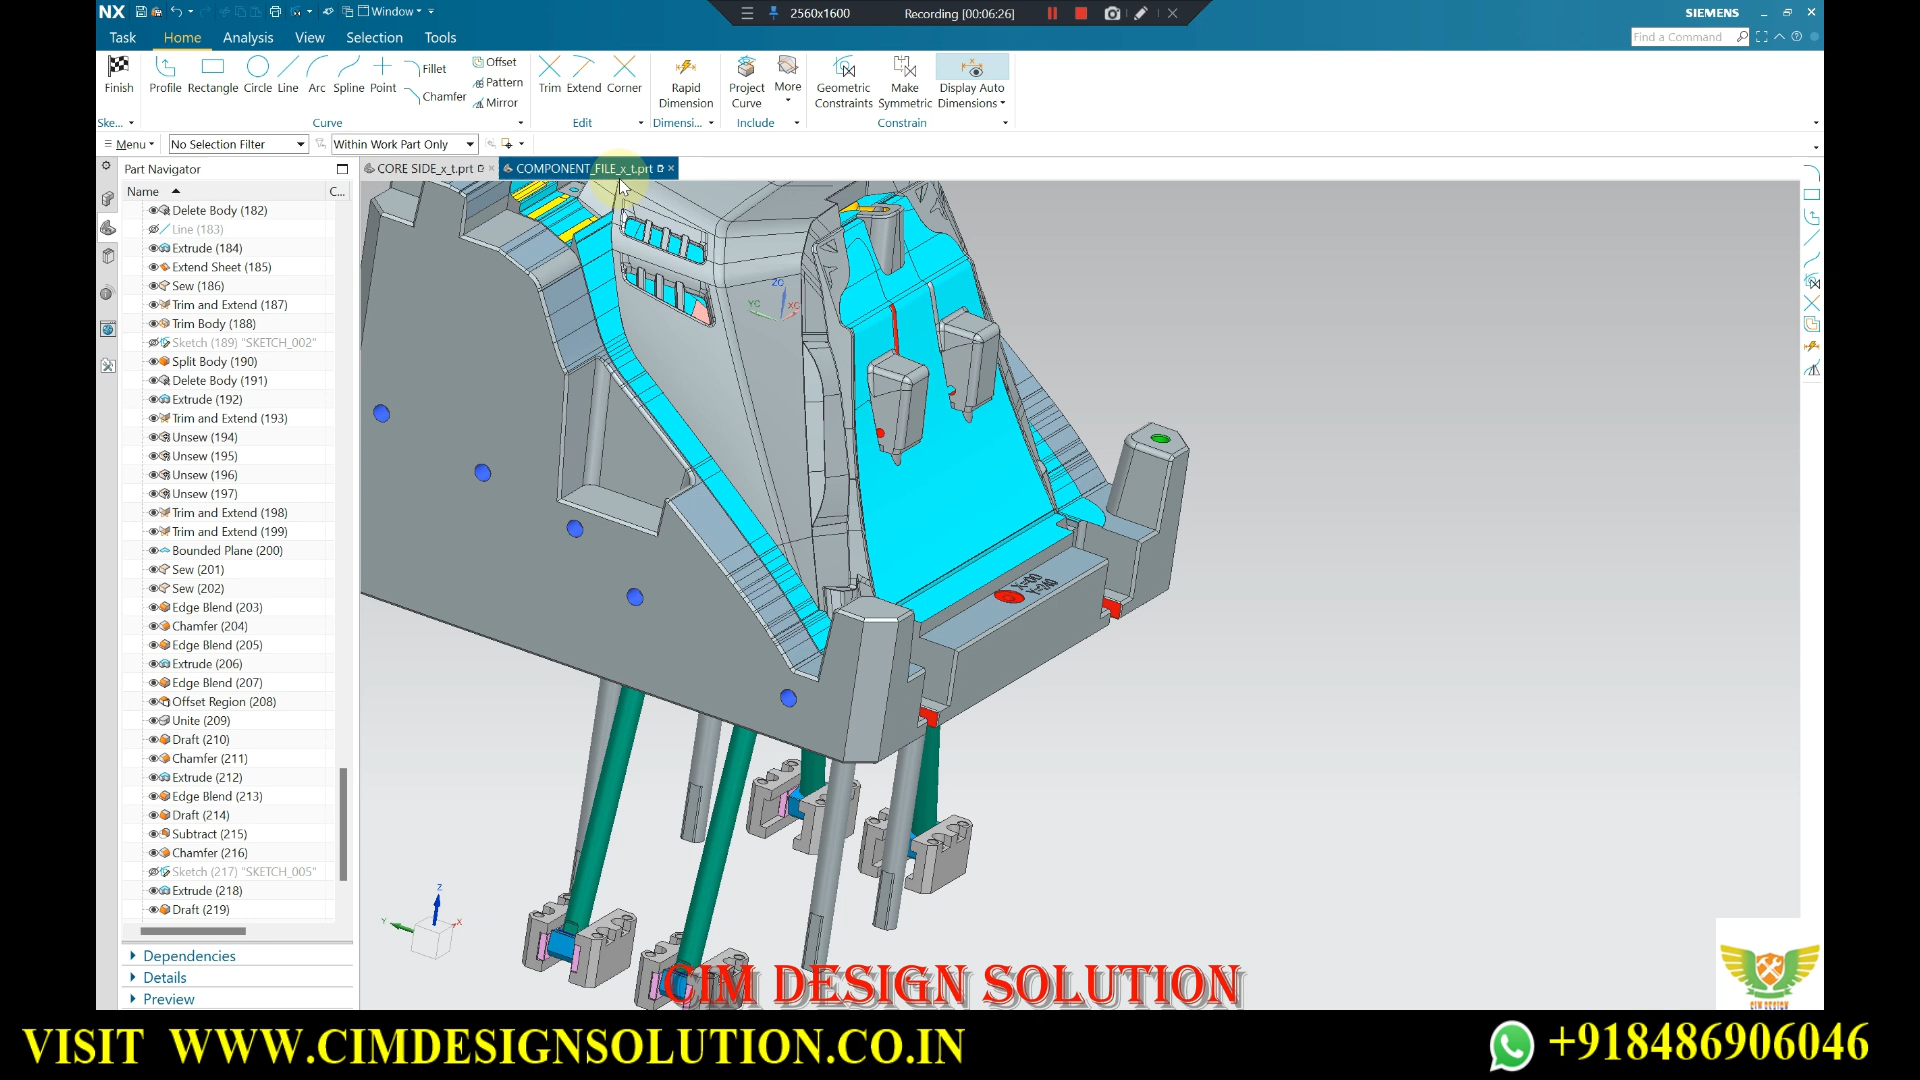 NX Window 2560x1600 Recording [00:06:26] SIEMENS
Task Home Analysis View Selection Tools Find a Command
Finish Profile Rectangle Circle Line Arc Spline Point Fillet Chamfer Offset Pattern Mirror Trim Extend Corner Rapid Dimension Project Curve More Geometric Constraints Make Symmetric Display Auto Dimensions
Ske... Curve Edit Dimensi... Include Constrain
Menu No Selection Filter Within Work Part Only
Part Navigator CORE SIDE_x_t.prt COMPONENT_FILE_x_t.prt
Name C...
Delete Body (182)
Line (183)
Extrude (184)
Extend Sheet (185)
Sew (186)
Trim and Extend (187)
Trim Body (188)
Sketch (189) "SKETCH_002"
Split Body (190)
Delete Body (191)
Extrude (192)
Trim and Extend (193)
Unsew (194)
Unsew (195)
Unsew (196)
Unsew (197)
Trim and Extend (198)
Trim and Extend (199)
Bounded Plane (200)
Sew (201)
Sew (202)
Edge Blend (203)
Chamfer (204)
Edge Blend (205)
Extrude (206)
Edge Blend (207)
Offset Region (208)
Unite (209)
Draft (210)
Chamfer (211)
Extrude (212)
Edge Blend (213)
Draft (214)
Subtract (215)
Chamfer (216)
Sketch (217) "SKETCH_005"
Extrude (218)
Draft (219)
Dependencies
Details
Preview
ZC
YC XC
Z
Y X
CIM DESIGN SOLUTION
CIM DESIGN
VISIT WWW.CIMDESIGNSOLUTION.CO.IN +918486906046